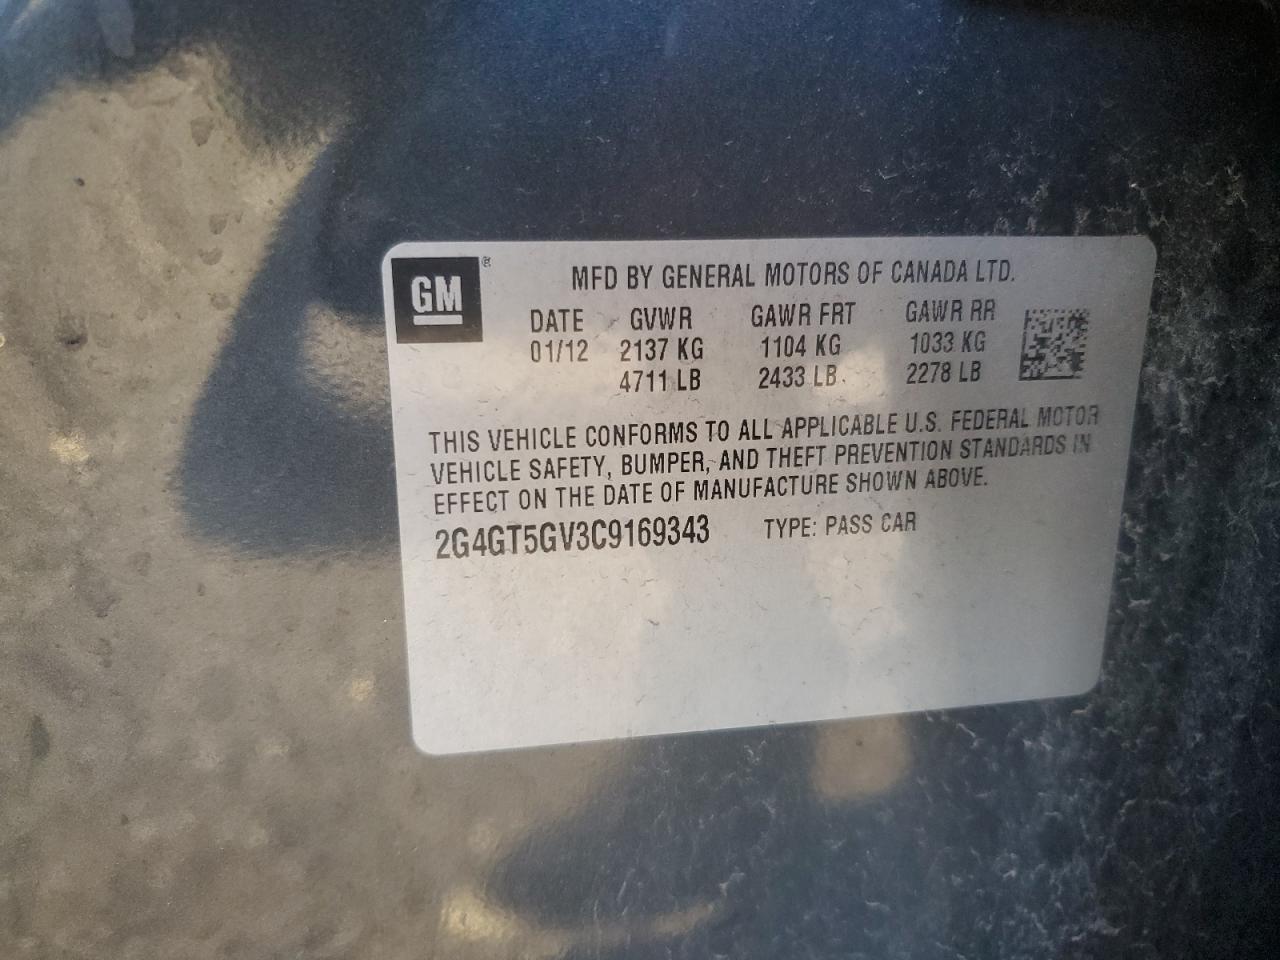 GM®
MFD BY GENERAL MOTORS OF CANADA LTD.
DATE GVWR GAWR FRT GAWR RR
01/12 2137 KG 1104 KG 1033 KG
4711 LB 2433 LB 2278 LB
THIS VEHICLE CONFORMS TO ALL APPLICABLE U.S. FEDERAL MOTOR
VEHICLE SAFETY, BUMPER, AND THEFT PREVENTION STANDARDS IN
EFFECT ON THE DATE OF MANUFACTURE SHOWN ABOVE.
2G4GT5GV3C9169343 TYPE: PASS CAR